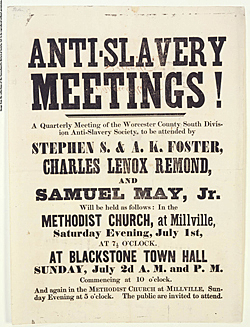 ANTI-SLAVERY
MEETINGS!
A Quarterly Meeting of the Worcester County South Divis-
ion Anti-Slavery Society, to be attended by
STEPHEN S. & A. K. FOSTER,
CHARLES LENOX REMOND,
AND
SAMUEL MAY, Jr.
Will be held as follows: In the
METHODIST CHURCH, at Millville,
Saturday Evening, July 1st,
AT 7½ O'CLOCK.
AT BLACKSTONE TOWN HALL
SUNDAY, July 2d A. M. and P. M.
Commencing at 10 o'clock.
And again in the METHODIST CHURCH at MILLVILLE, Sun-
day Evening at 5 o'clock. The public are invited to attend.